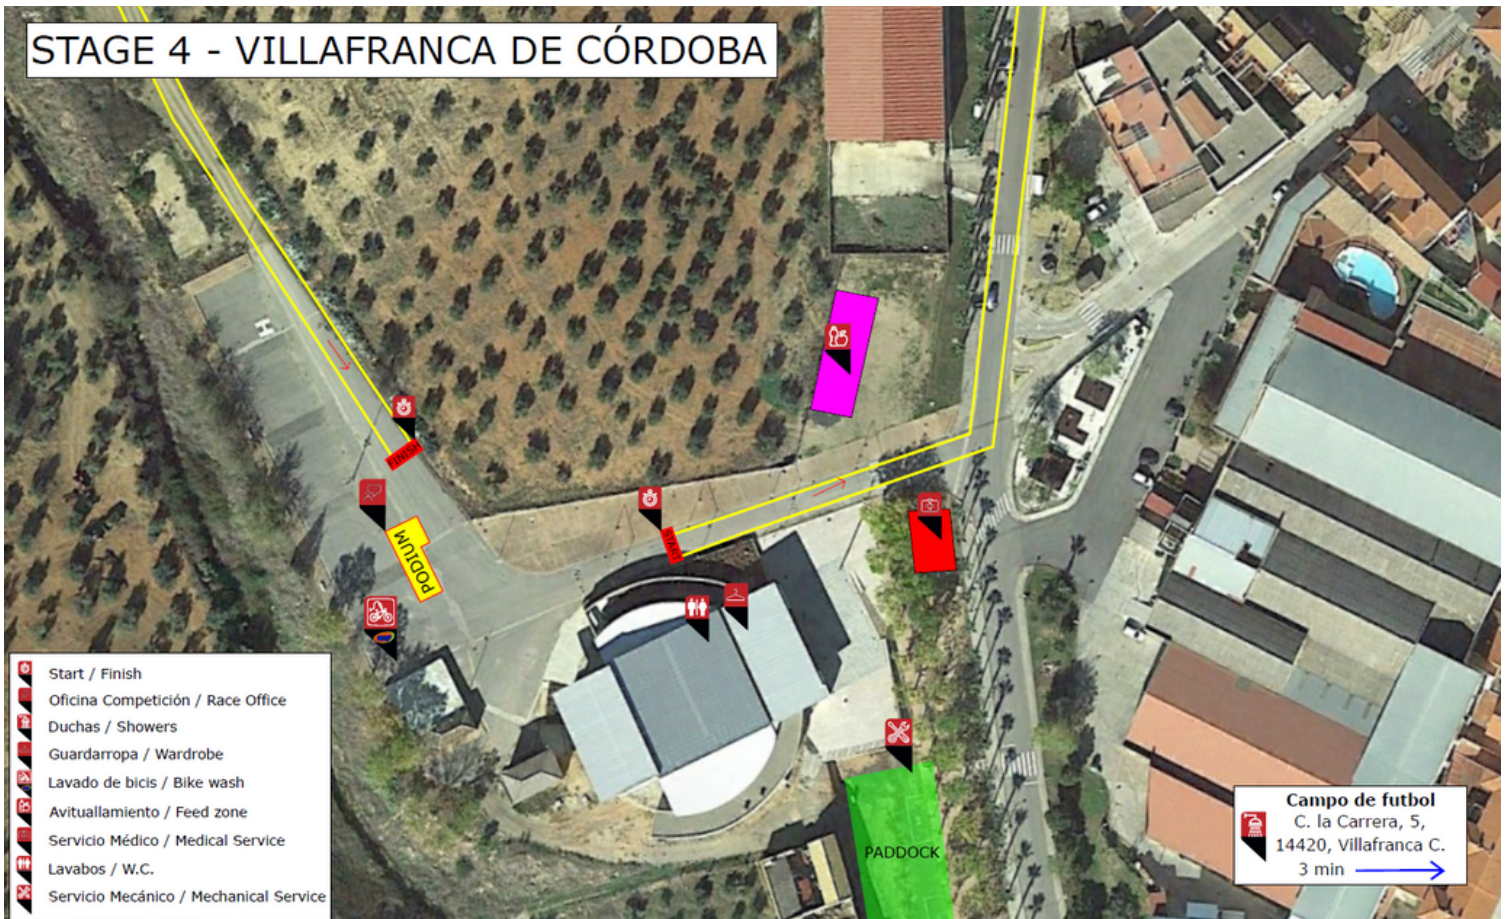 STAGE 4 - VILLAFRANCA DE CÓRDOBA
FINISH
START
PODIUM
PADDOCK
Start / Finish
Oficina Competición / Race Office
Duchas / Showers
Guardarropa / Wardrobe
Lavado de bicis / Bike wash
Avituallamiento / Feed zone
Servicio Médico / Medical Service
Lavabos / W.C.
Servicio Mecánico / Mechanical Service
Campo de futbol
C. la Carrera, 5,
14420, Villafranca C.
3 min